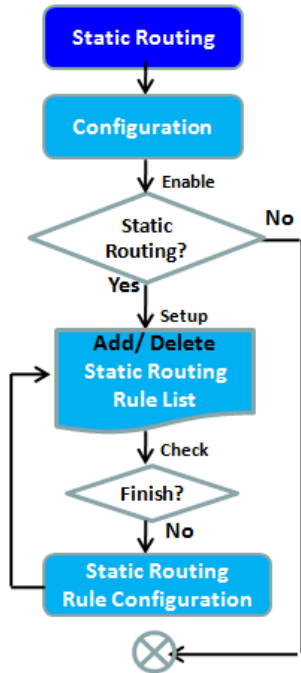 Static Routing
Configuration
Enable
Static
Routing?
No
Yes
Setup
Add/ Delete
Static Routing
Rule List
Check
Finish?
No
Static Routing
Rule Configuration